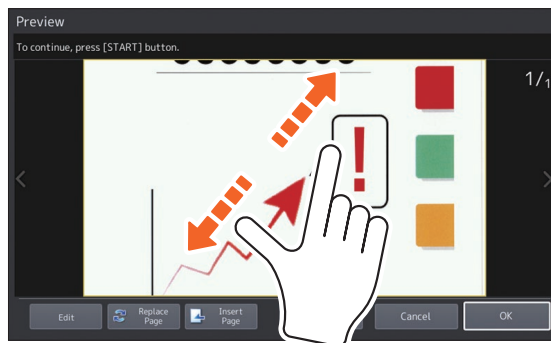 Preview
To continue, press [START] button.
1/1
!
Edit
Replace
Page
Insert
Page
Cancel
OK